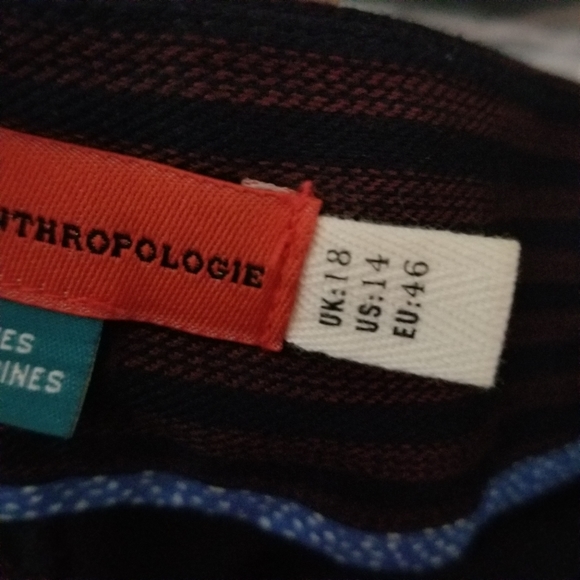 NTHROPOLOGIE
UK:18
US:14
EU:46
ES
INES